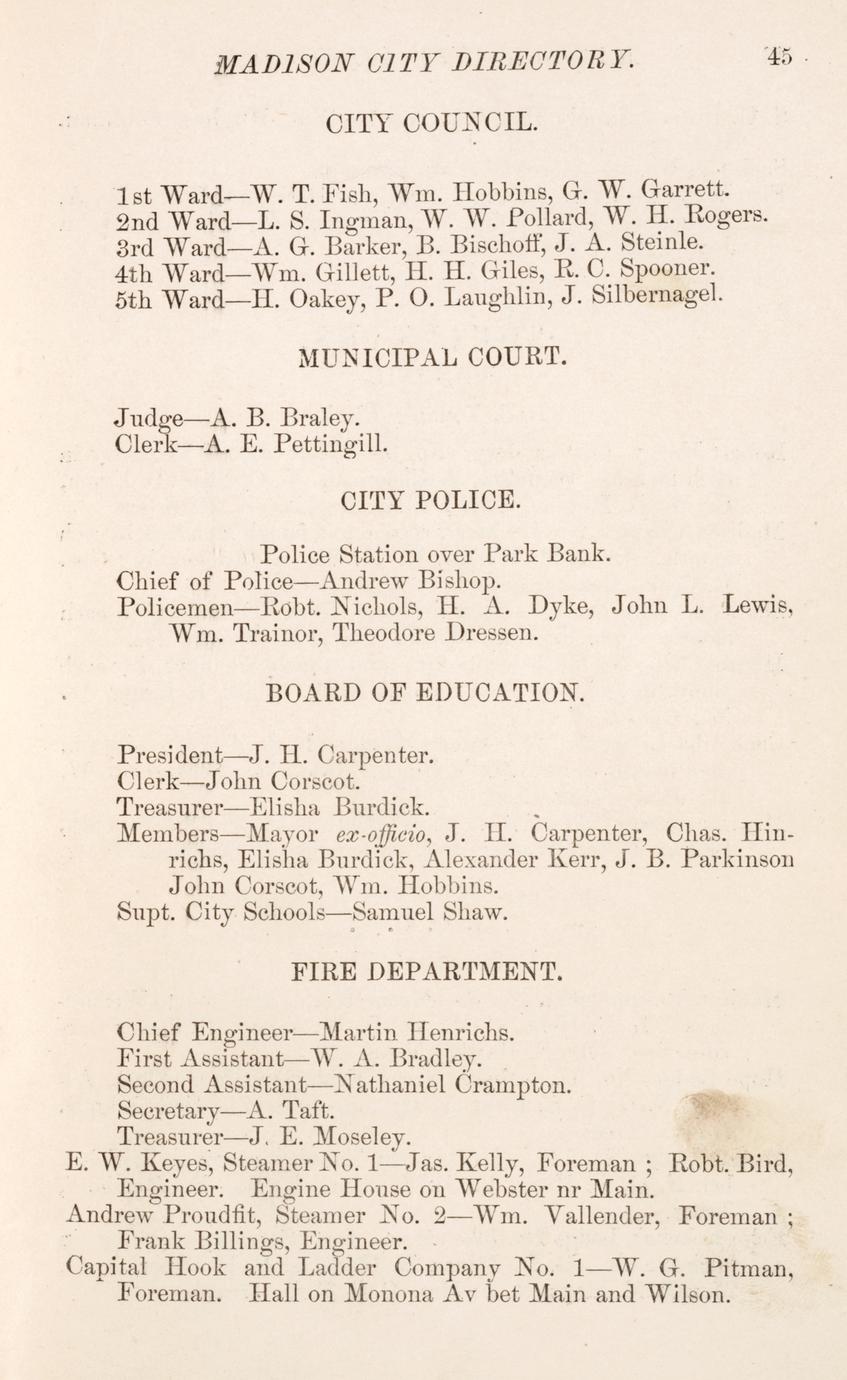 MADISON CITY DIRECTORY.
45
CITY COUNCIL.
1st Ward—W. T. Fish, Wm. Hobbins, G. W. Garrett.
2nd Ward—L. S. Ingman, W. W. Pollard, W. H. Rogers.
3rd Ward—A. G. Barker, B. Bischoff, J. A. Steinle.
4th Ward—Wm. Gillett, H. H. Giles, R. C. Spooner.
5th Ward—H. Oakey, P. O. Laughlin, J. Silbernagel.
MUNICIPAL COURT.
Judge—A. B. Braley.
Clerk—A. E. Pettingill.
CITY POLICE.
Police Station over Park Bank.
Chief of Police—Andrew Bishop.
Policemen—Robt. Nichols, H. A. Dyke, John L. Lewis,
Wm. Trainor, Theodore Dressen.
BOARD OF EDUCATION.
President—J. H. Carpenter.
Clerk—John Corscot.
Treasurer—Elisha Burdick.
Members—Mayor ex-officio, J. H. Carpenter, Chas. Hin-
richs, Elisha Burdick, Alexander Kerr, J. B. Parkinson
John Corscot, Wm. Hobbins.
Supt. City Schools—Samuel Shaw.
FIRE DEPARTMENT.
Chief Engineer—Martin Henrichs.
First Assistant—W. A. Bradley.
Second Assistant—Nathaniel Crampton.
Secretary—A. Taft.
Treasurer—J. E. Moseley.
E. W. Keyes, Steamer No. 1—Jas. Kelly, Foreman ; Robt. Bird,
Engineer. Engine House on Webster nr Main.
Andrew Proudfit, Steamer No. 2—Wm. Vallender, Foreman ;
Frank Billings, Engineer.
Capital Hook and Ladder Company No. 1—W. G. Pitman,
Foreman. Hall on Monona Av bet Main and Wilson.